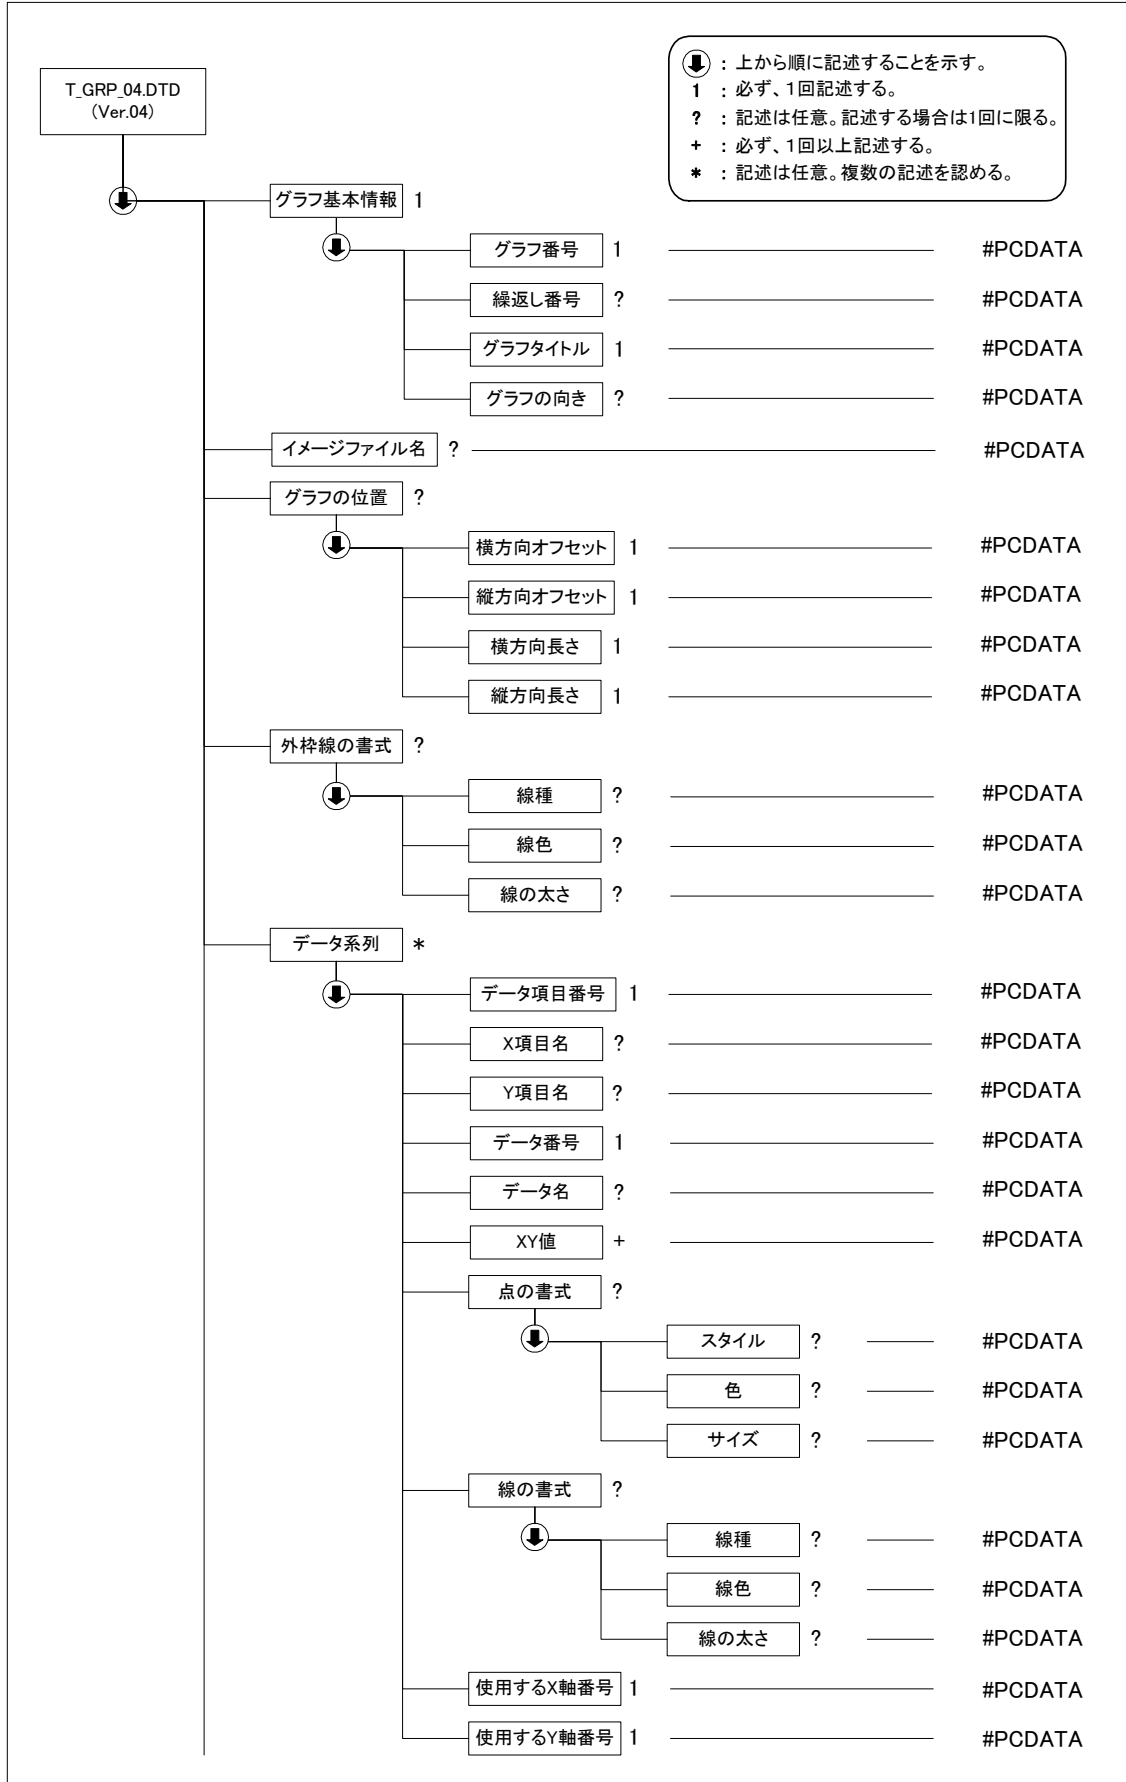 T_GRP_04.DTD
(Ver.04)
: 上から順に記述することを示す。
1 : 必ず、1回記述する。
? : 記述は任意。記述する場合は1回に限る。
+ : 必ず、1回以上記述する。
* : 記述は任意。複数の記述を認める。
グラフ基本情報 1
グラフ番号 1 #PCDATA
繰返し番号 ? #PCDATA
グラフタイトル 1 #PCDATA
グラフの向き ? #PCDATA
イメージファイル名 ? #PCDATA
グラフの位置 ?
横方向オフセット 1 #PCDATA
縦方向オフセット 1 #PCDATA
横方向長さ 1 #PCDATA
縦方向長さ 1 #PCDATA
外枠線の書式 ?
線種 ? #PCDATA
線色 ? #PCDATA
線の太さ ? #PCDATA
データ系列 *
データ項目番号 1 #PCDATA
X項目名 ? #PCDATA
Y項目名 ? #PCDATA
データ番号 1 #PCDATA
データ名 ? #PCDATA
XY値 + #PCDATA
点の書式 ?
スタイル ? #PCDATA
色 ? #PCDATA
サイズ ? #PCDATA
線の書式 ?
線種 ? #PCDATA
線色 ? #PCDATA
線の太さ ? #PCDATA
使用するX軸番号 1 #PCDATA
使用するY軸番号 1 #PCDATA